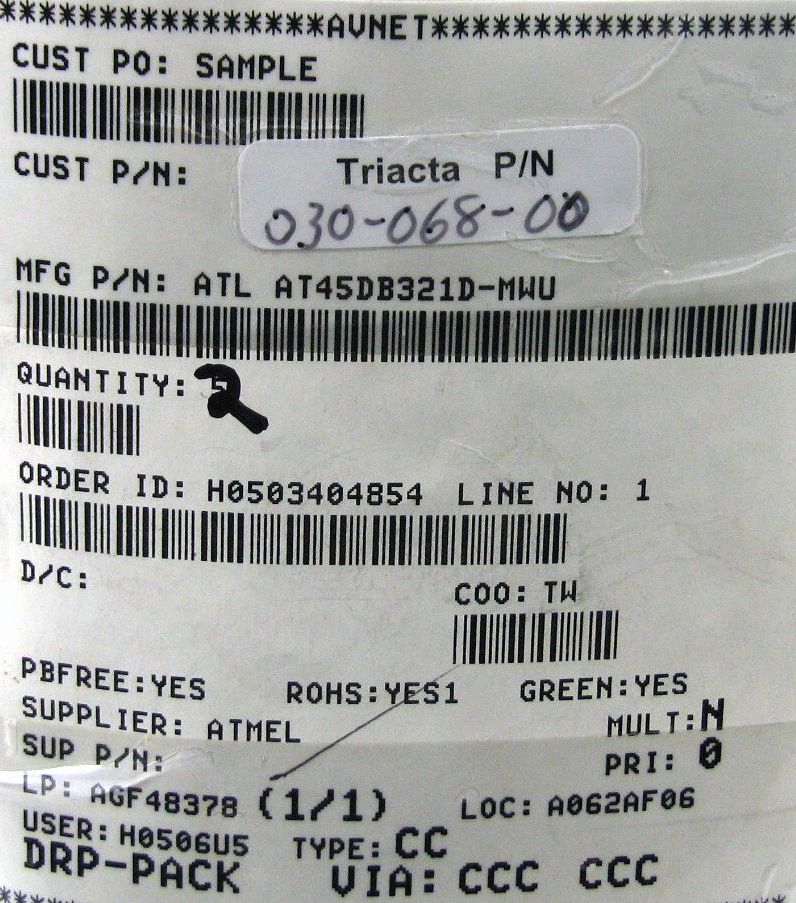 *****************AVNET******************
CUST PO: SAMPLE
CUST P/N:
Triacta P/N
030-068-00
MFG P/N: ATL AT45DB321D-MWU
QUANTITY:
ORDER ID: H0503404854 LINE NO: 1
D/C:
COO: TW
PBFREE:YES ROHS:YES1 GREEN:YES
SUPPLIER: ATMEL MULT:N
SUP P/N: PRI: 0
LP: AGF48378 (1/1) LOC: A062AF06
USER: H0506U5 TYPE: CC
DRP-PACK VIA: CCC CCC